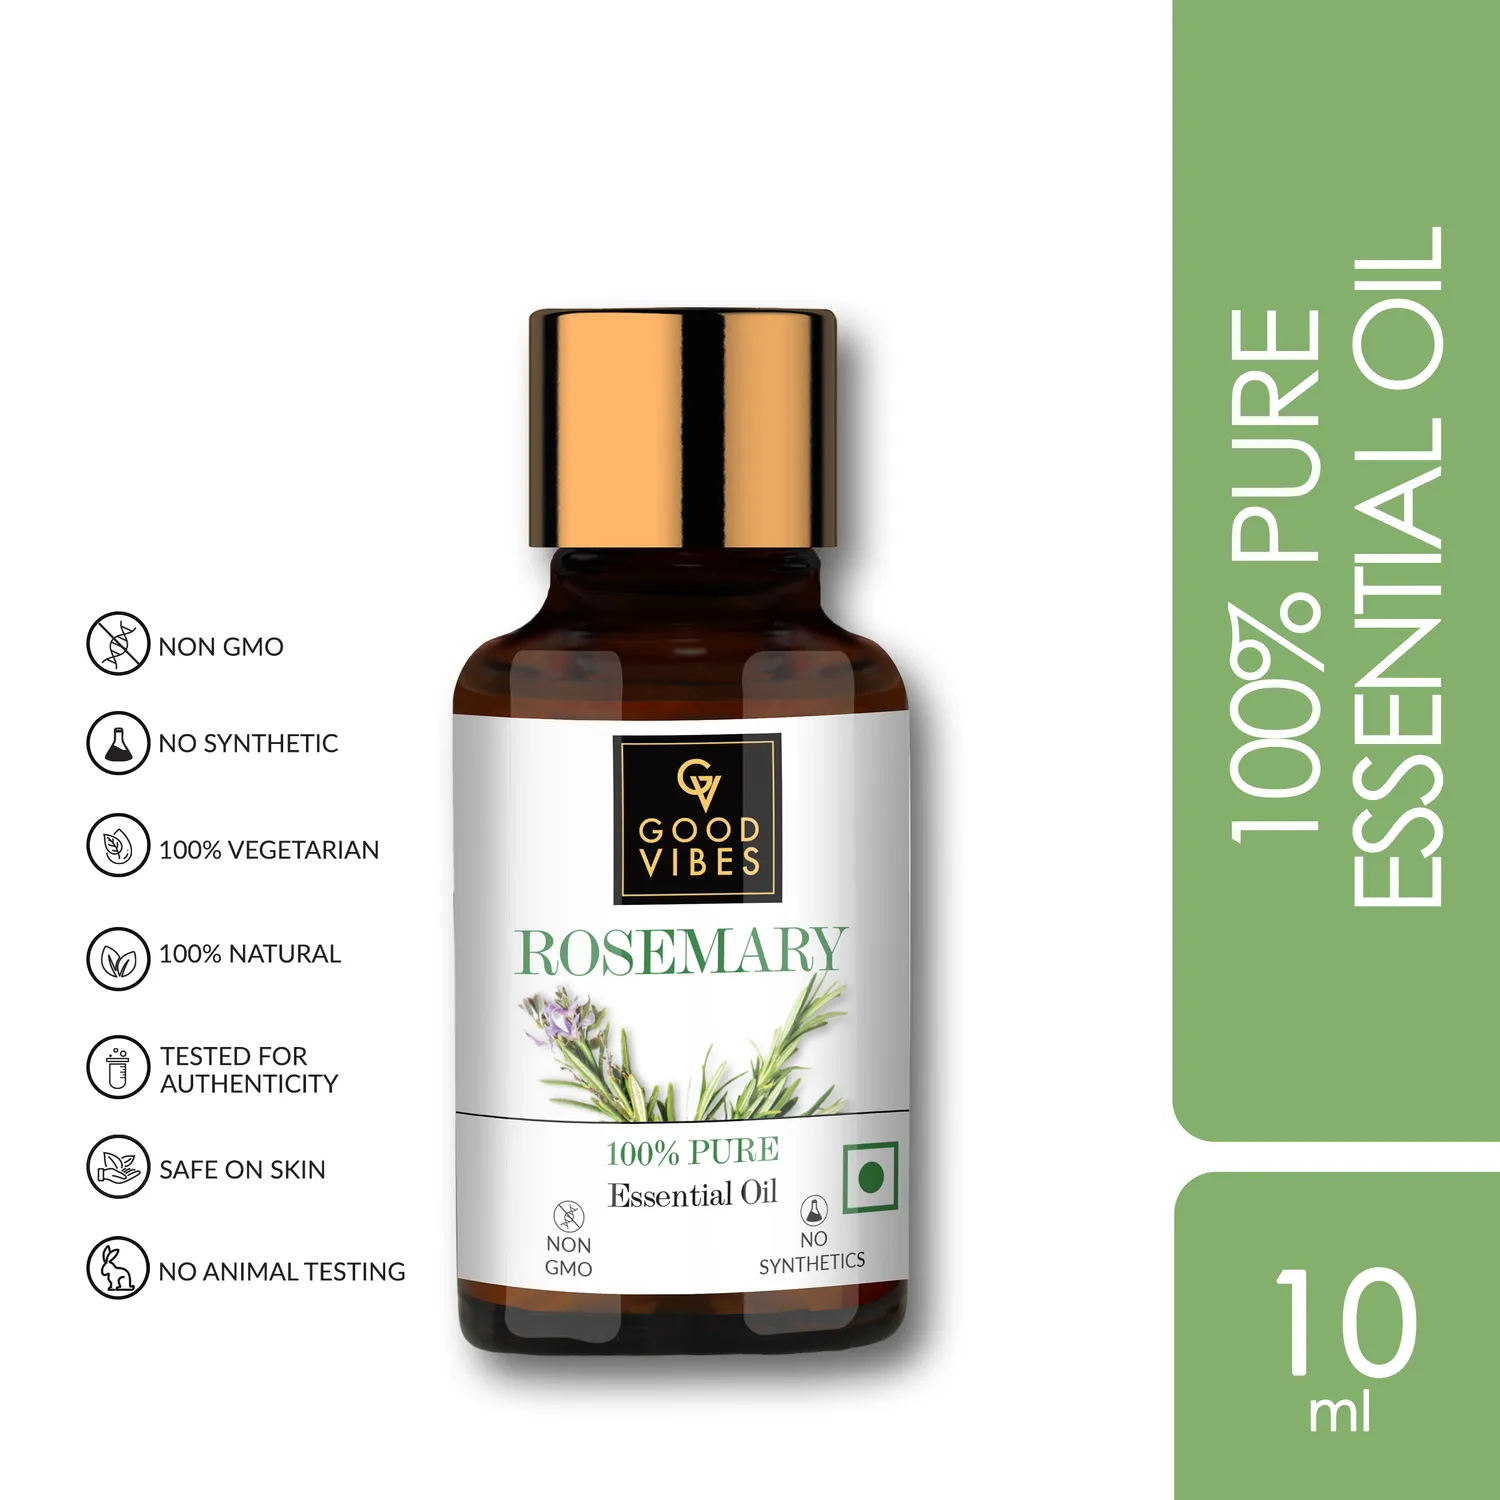 NON GMO
NO SYNTHETIC
100% VEGETARIAN
100% NATURAL
TESTED FOR
AUTHENTICITY
SAFE ON SKIN
NO ANIMAL TESTING
GV
GOOD
VIBES
ROSEMARY
100% PURE
Essential Oil
NON
GMO
NO
SYNTHETICS
100% PURE
ESSENTIAL OIL
10
ml